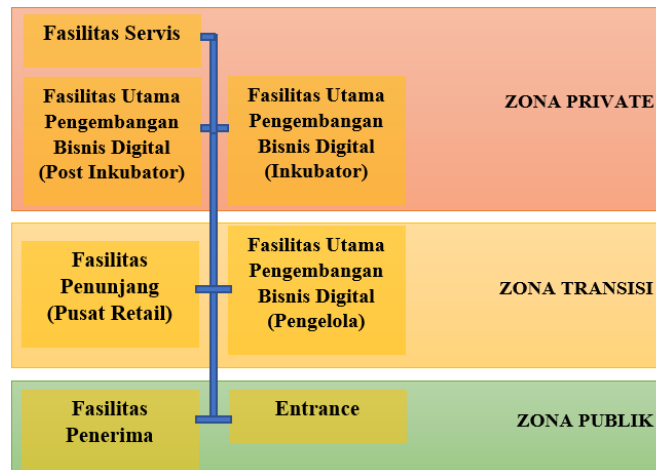 Fasilitas Servis
Fasilitas Utama
Pengembangan
Bisnis Digital
(Post Inkubator)
Fasilitas Utama
Pengembangan
Bisnis Digital
(Inkubator)
ZONA PRIVATE
Fasilitas
Penunjang
(Pusat Retail)
Fasilitas Utama
Pengembangan
Bisnis Digital
(Pengelola)
ZONA TRANSISI
Fasilitas
Penerima
Entrance
ZONA PUBLIK